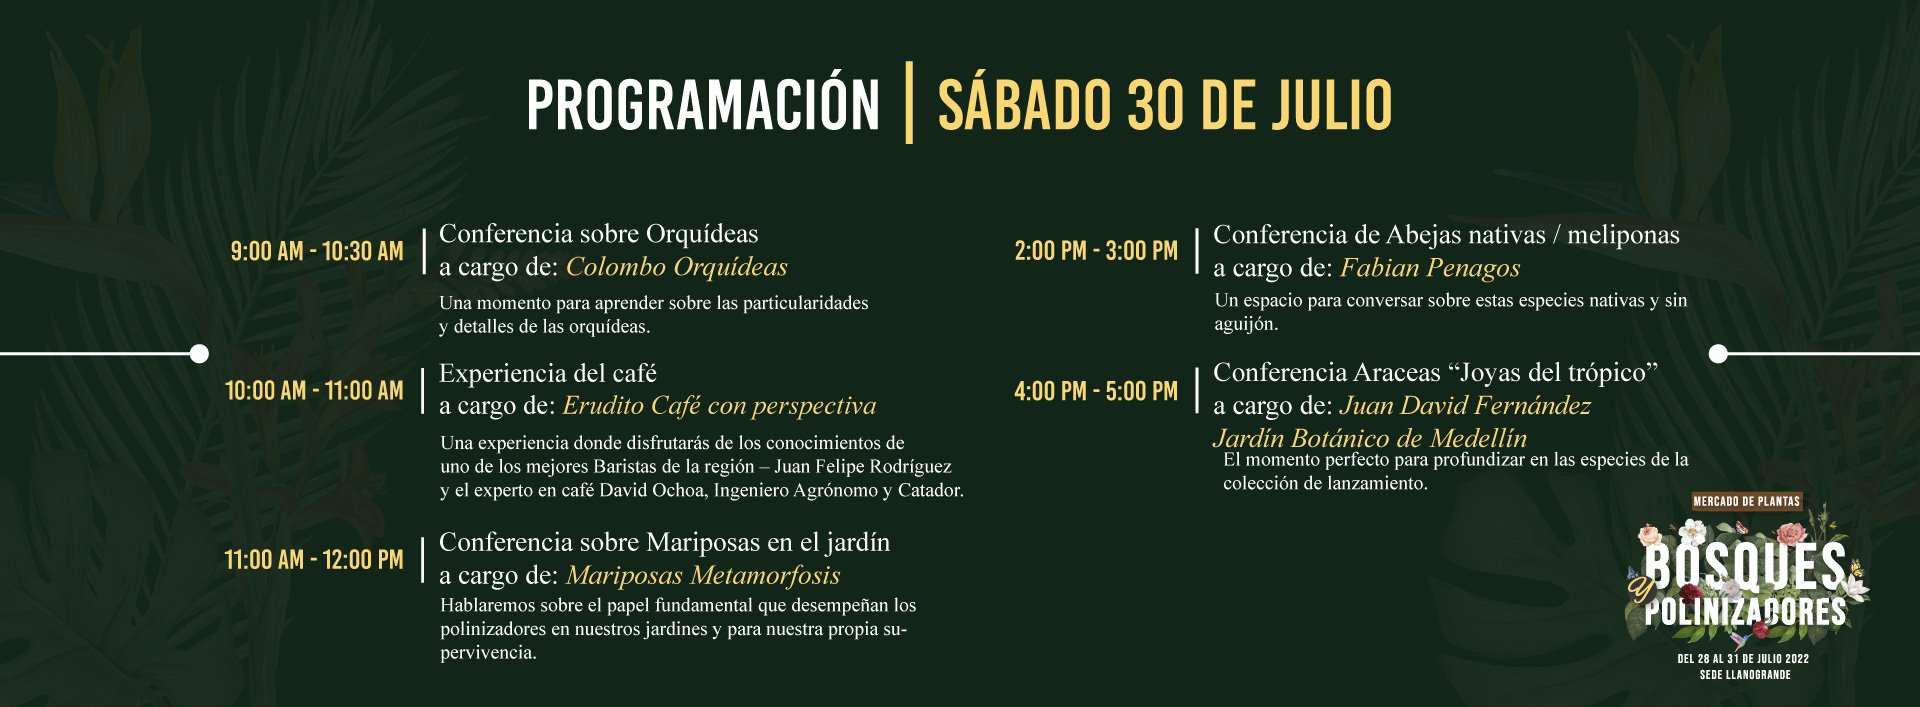 PROGRAMACIÓN | SÁBADO 30 DE JULIO
9:00 AM - 10:30 AM
Conferencia sobre Orquídeas
a cargo de: Colombo Orquídeas
Una momento para aprender sobre las particularidades
y detalles de las orquídeas.
10:00 AM - 11:00 AM
Experiencia del café
a cargo de: Erudito Café con perspectiva
Una experiencia donde disfrutarás de los conocimientos de
uno de los mejores Baristas de la región – Juan Felipe Rodríguez
y el experto en café David Ochoa, Ingeniero Agrónomo y Catador.
11:00 AM - 12:00 PM
Conferencia sobre Mariposas en el jardín
a cargo de: Mariposas Metamorfosis
Hablaremos sobre el papel fundamental que desempeñan los
polinizadores en nuestros jardines y para nuestra propia su-
pervivencia.
2:00 PM - 3:00 PM
Conferencia de Abejas nativas / meliponas
a cargo de: Fabian Penagos
Un espacio para conversar sobre estas especies nativas y sin
aguijón.
4:00 PM - 5:00 PM
Conferencia Araceas “Joyas del trópico”
a cargo de: Juan David Fernández
Jardín Botánico de Medellín
El momento perfecto para profundizar en las especies de la
colección de lanzamiento.
MERCADO DE PLANTAS
BOSQUES
y POLINIZADORES
DEL 28 AL 31 DE JULIO 2022
SEDE LLANOGRANDE